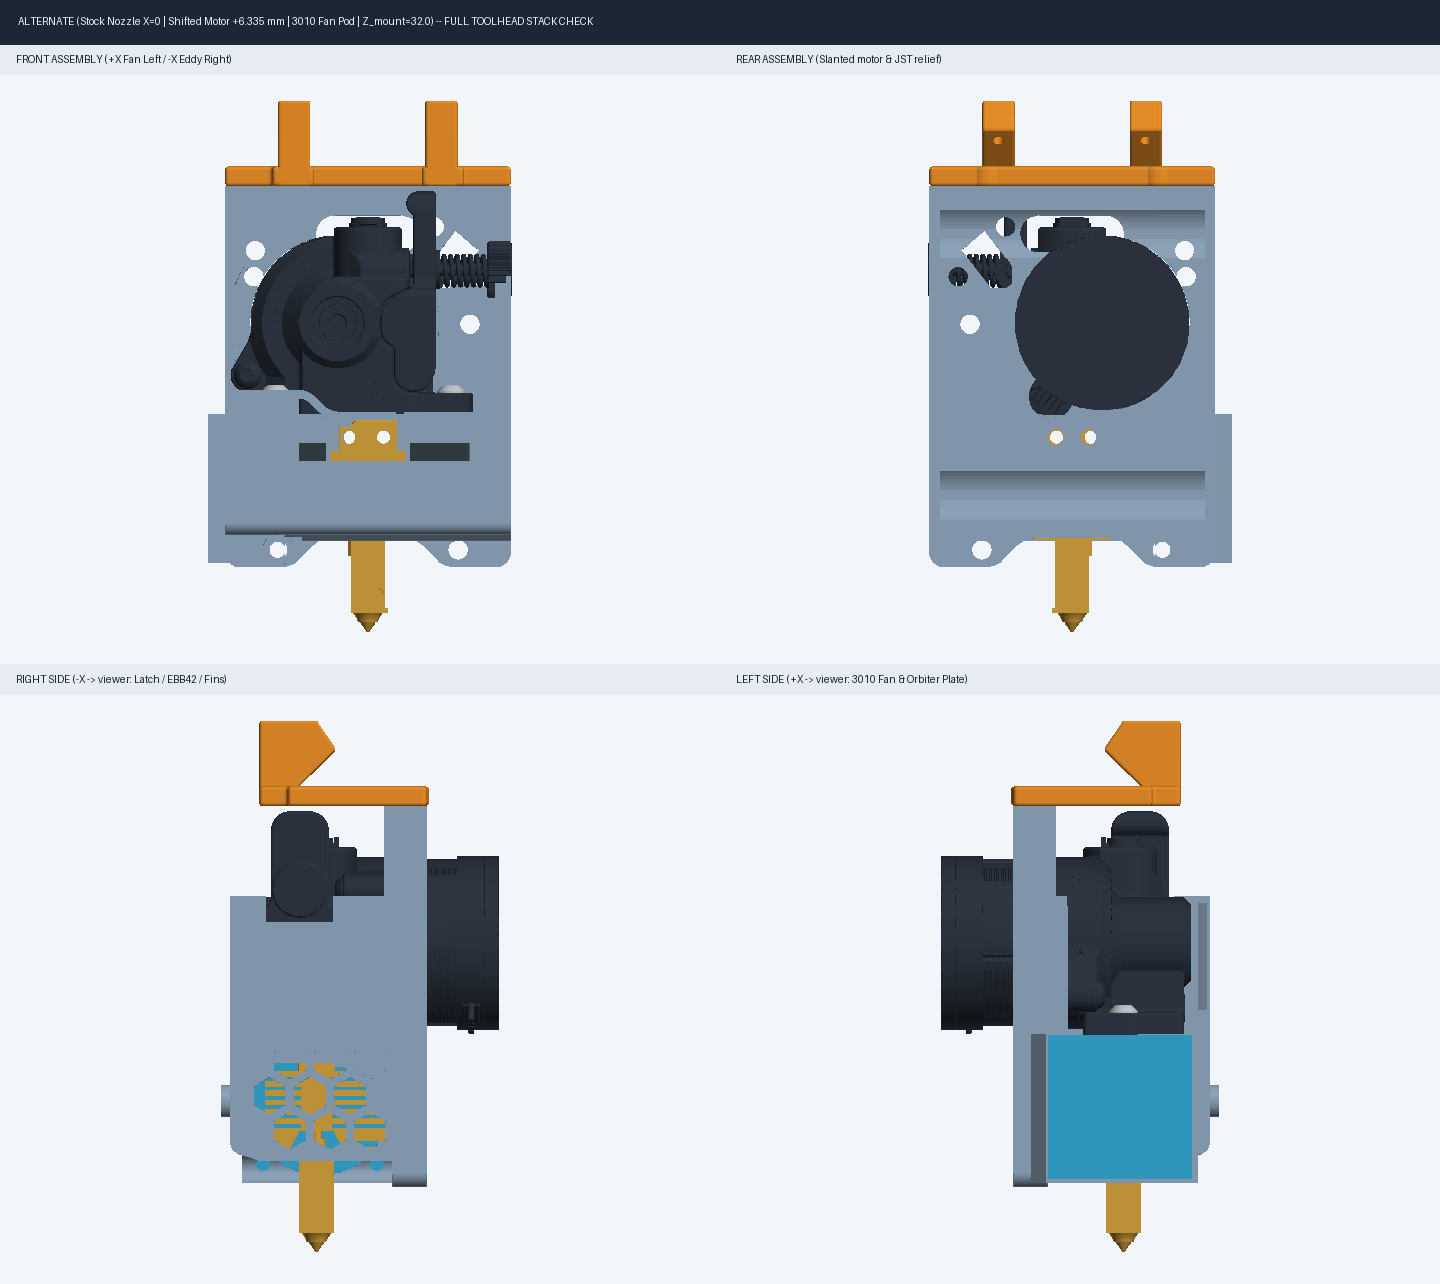 ALTERNATE (Stock Nozzle X=0 | Shifted Motor +6.335 mm | 3010 Fan Pod | Z_mount=32.0) -- FULL TOOLHEAD STACK CHECK
FRONT ASSEMBLY (+X Fan Left / -X Eddy Right)
REAR ASSEMBLY (Slanted motor & JST relief)
RIGHT SIDE (-X -> viewer: Latch / EBB42 / Fins)
LEFT SIDE (+X -> viewer: 3010 Fan & Orbiter Plate)